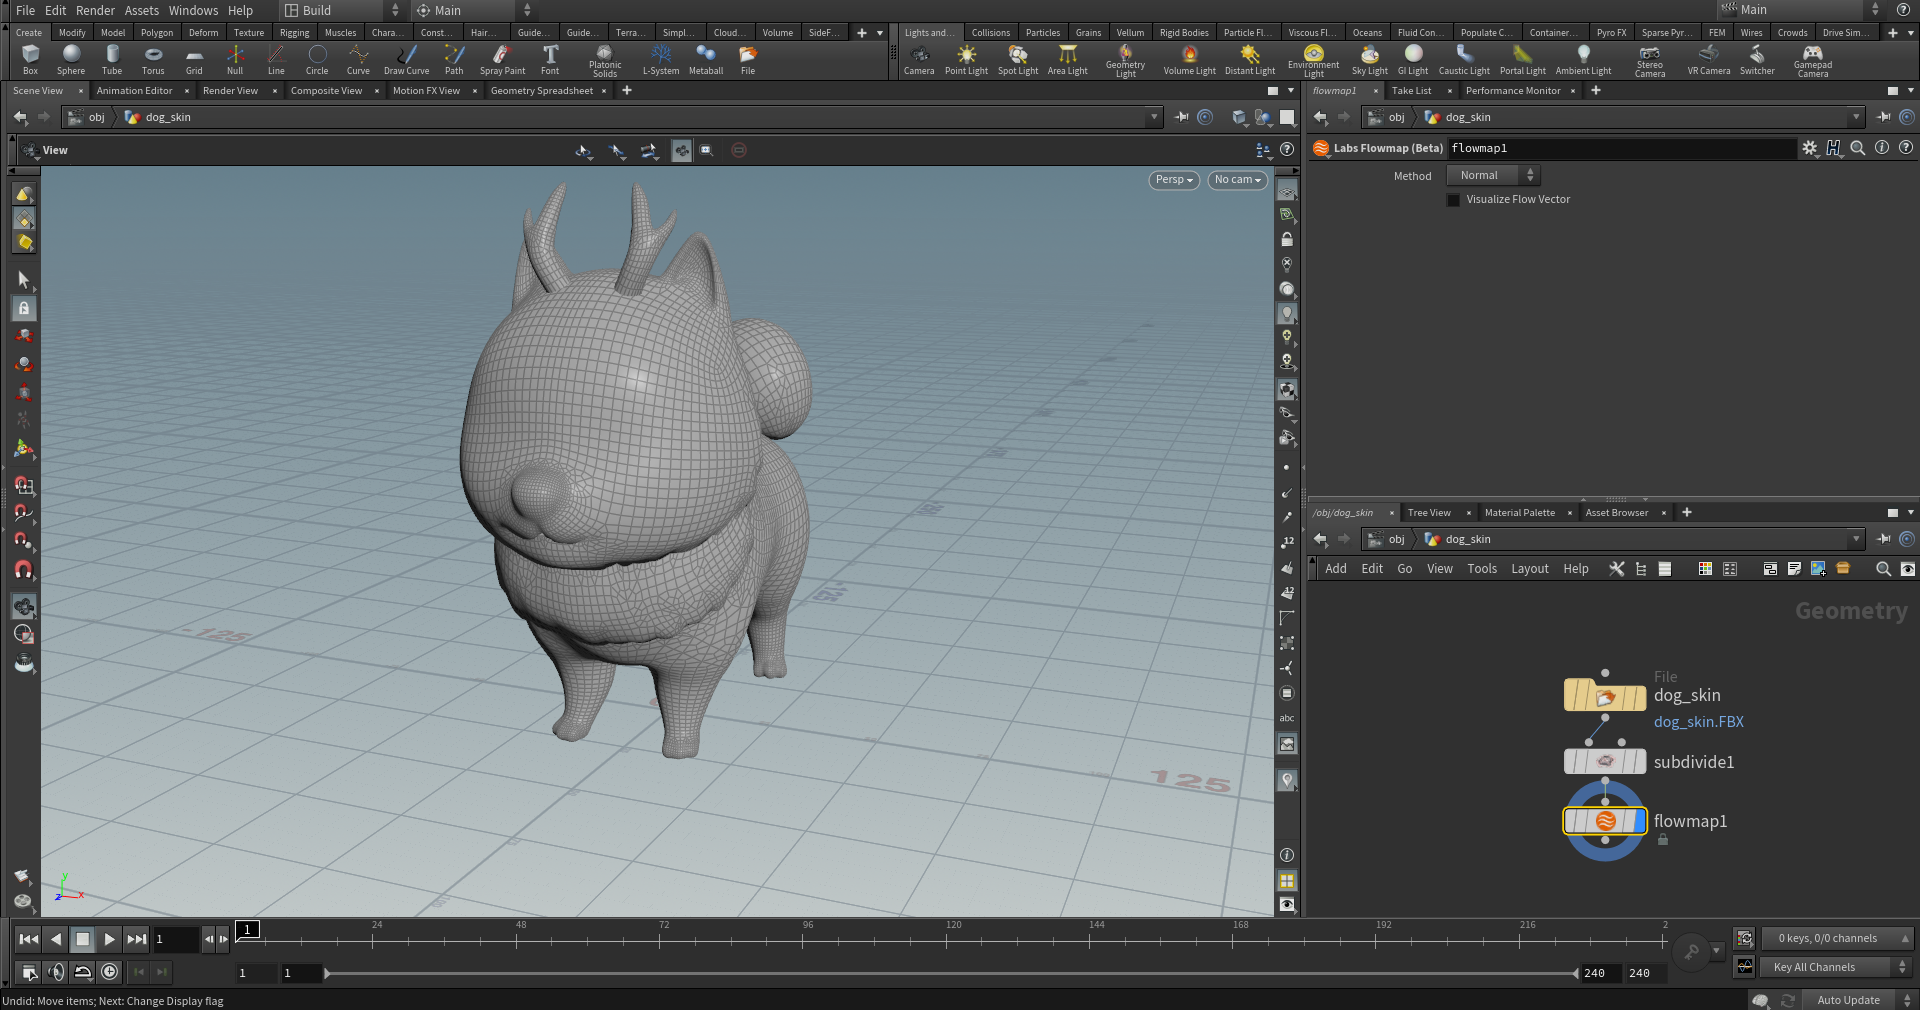 File Edit Render Assets Windows Help Build Main Main
Create Modify Model Polygon Deform Texture Rigging Muscles Chara... Const... Hair... Guide... Guide... Terra... Simpl... Cloud... Volume SideF...
Lights and... Collisions Particles Grains Vellum Rigid Bodies Particle Fl... Viscous Fl... Oceans Fluid Con... Populate C... Container... Pyro FX Sparse Pyr... FEM Wires Crowds Drive Sim...
Box Sphere Tube Torus Grid Null Line Circle Curve Draw Curve Path Spray Paint Font Platonic Solids L-System Metaball File
Camera Point Light Spot Light Area Light Geometry Light Volume Light Distant Light Environment Light Sky Light GI Light Caustic Light Portal Light Ambient Light Stereo Camera VR Camera Switcher Gamepad Camera
Scene View Animation Editor Render View Composite View Motion FX View Geometry Spreadsheet
obj dog_skin
View
Persp No cam
-125
125
125
abc
12
12
y
x
z
flowmap1 Take List Performance Monitor
obj dog_skin
Labs Flowmap (Beta) flowmap1
Method Normal
Visualize Flow Vector
/obj/dog_skin Tree View Material Palette Asset Browser
obj dog_skin
Add Edit Go View Tools Layout Help
Geometry
File
dog_skin
dog_skin.FBX
subdivide1
flowmap1
1 1 24 48 72 96 120 144 168 192 216 2
0 keys, 0/0 channels
1 1 240 240
Key All Channels
Undid: Move items; Next: Change Display flag
Auto Update